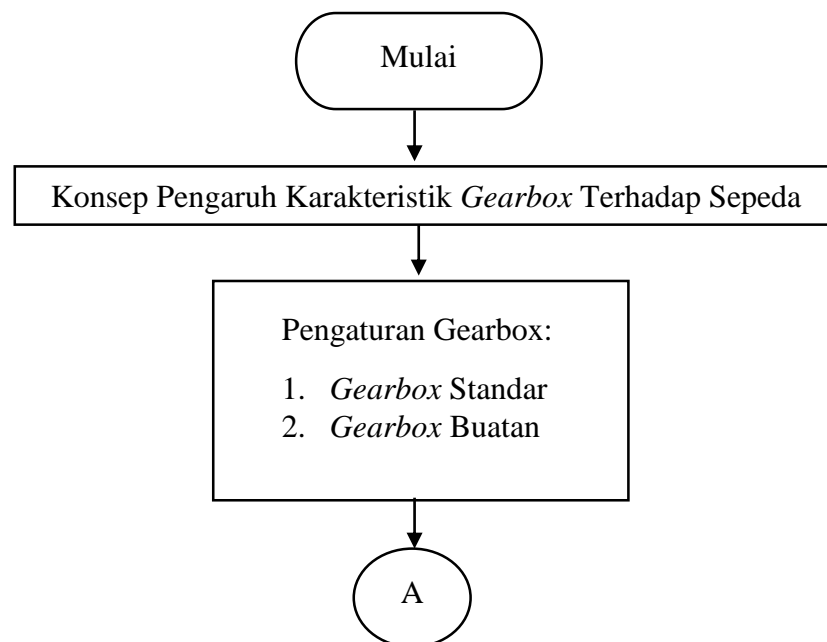 Mulai
Konsep Pengaruh Karakteristik Gearbox Terhadap Sepeda
Pengaturan Gearbox:
1. Gearbox Standar
2. Gearbox Buatan
A